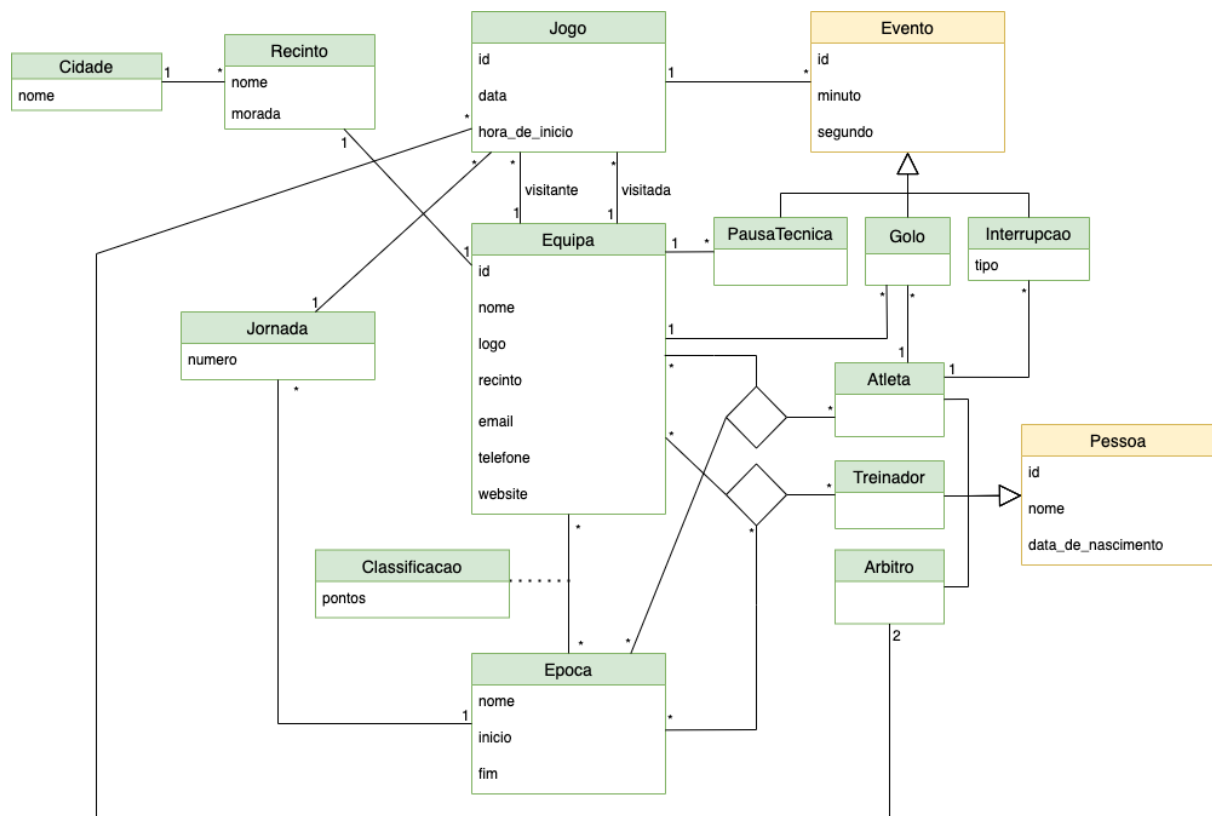 Jogo
id
data
hora_de_inicio
Evento
id
minuto
segundo
Recinto
nome
morada
Cidade
nome
1
*
1
*
1
*
*
*
*
visitante
visitada
1
1
1
1
Equipa
id
nome
logo
recinto
email
telefone
website
1
*
PausaTecnica
Golo
Interrupcao
tipo
*
*
*
1
1
1
1
Jornada
numero
*
*
*
*
*
Atleta
Treinador
Arbitro
2
Pessoa
id
nome
data_de_nascimento
Classificacao
pontos
*
*
*
*
*
1
Epoca
nome
inicio
fim